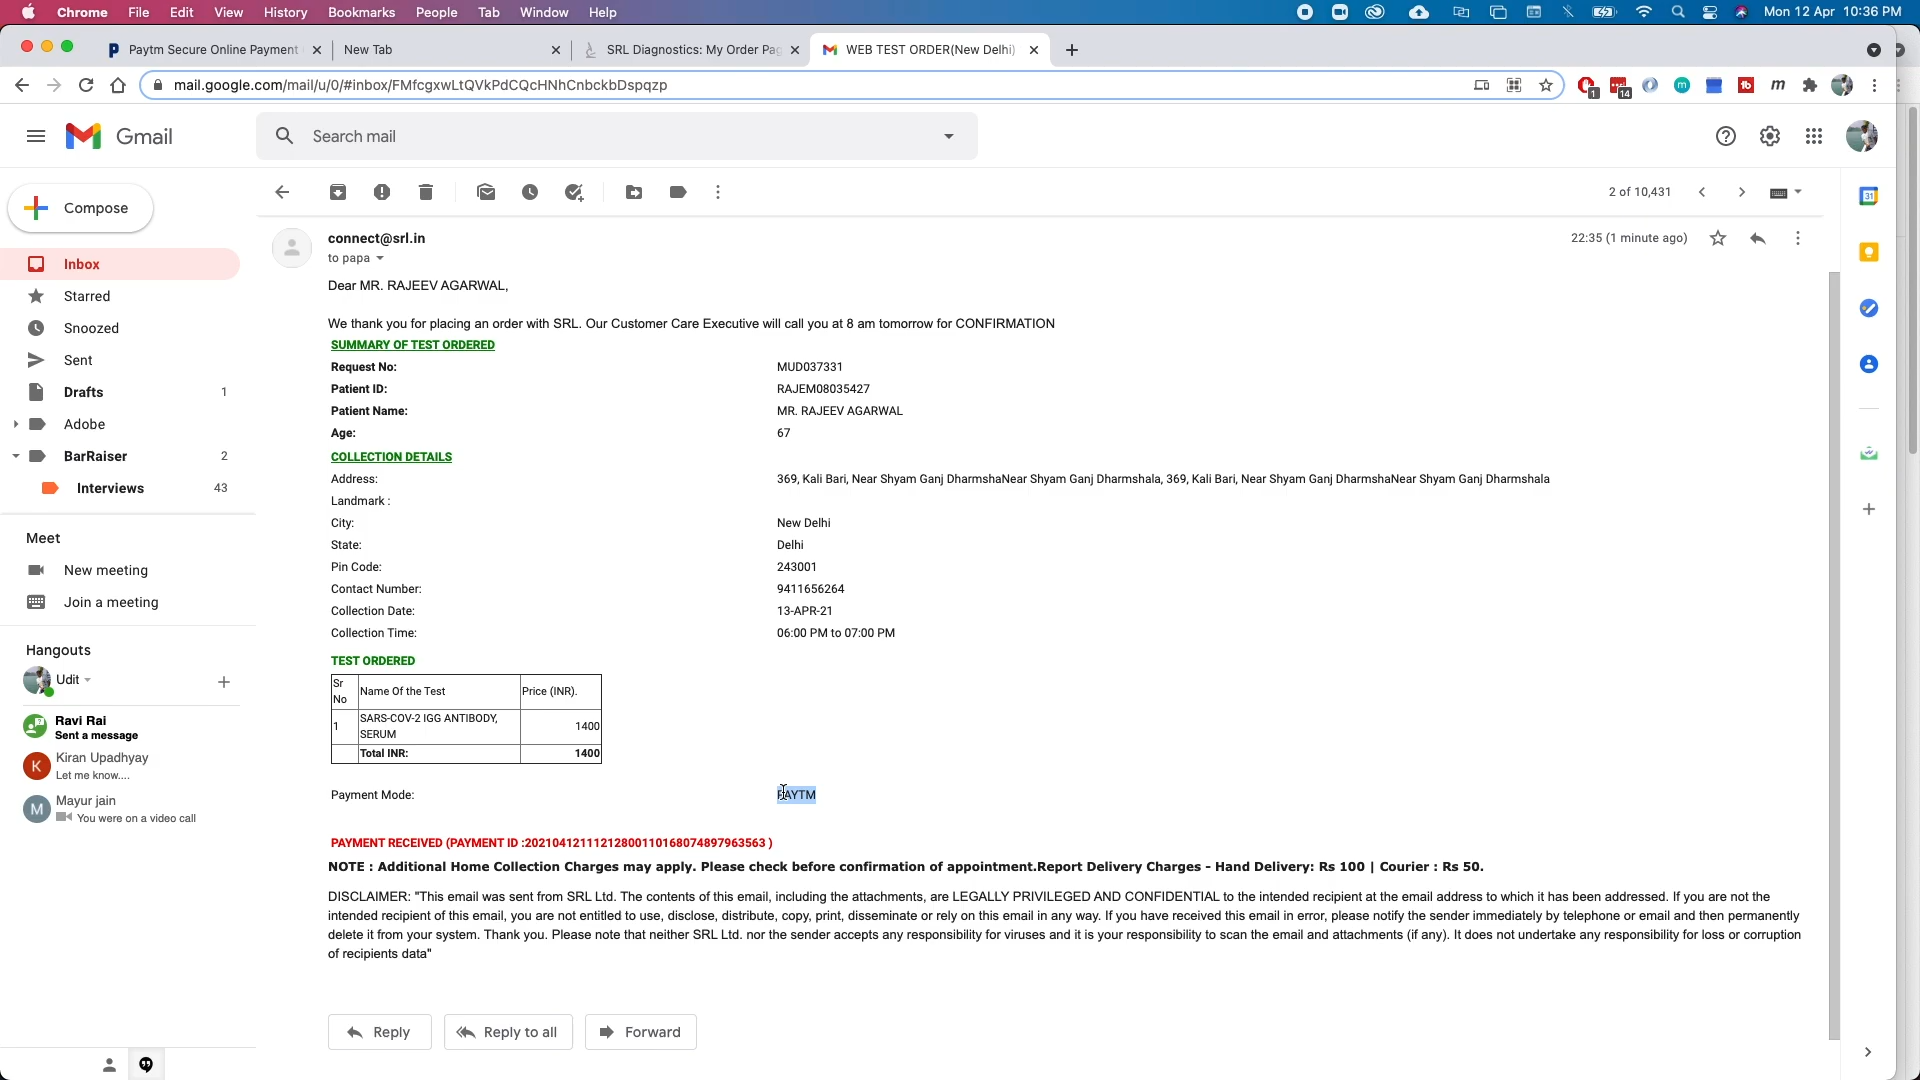 Chrome File Edit View History Bookmarks People Tab Window Help Mon 12 Apr 10:36 PM
Paytm Secure Online Payment New Tab SRL Diagnostics: My Order Pag WEB TEST ORDER(New Delhi)
mail.google.com/mail/u/0/#inbox/FMfcgxwLtQVkPdCQcHNhCnbckbDspqzp 1 14
Gmail Search mail
Compose 2 of 10,431
connect@srl.in 22:35 (1 minute ago)
to papa
Dear MR. RAJEEV AGARWAL,
We thank you for placing an order with SRL. Our Customer Care Executive will call you at 8 am tomorrow for CONFIRMATION
SUMMARY OF TEST ORDERED
Request No: MUD037331
Patient ID: RAJEM08035427
Patient Name: MR. RAJEEV AGARWAL
Age: 67
COLLECTION DETAILS
Address: 369, Kali Bari, Near Shyam Ganj DharmshaNear Shyam Ganj Dharmshala, 369, Kali Bari, Near Shyam Ganj DharmshaNear Shyam Ganj Dharmshala
Landmark :
City: New Delhi
State: Delhi
Pin Code: 243001
Contact Number: 9411656264
Collection Date: 13-APR-21
Collection Time: 06:00 PM to 07:00 PM
TEST ORDERED
Sr No Name Of the Test Price (INR).
1 SARS-COV-2 IGG ANTIBODY, SERUM 1400
Total INR: 1400
Payment Mode: PAYTM
PAYMENT RECEIVED (PAYMENT ID :20210412111212800110168074897963563 )
NOTE : Additional Home Collection Charges may apply. Please check before confirmation of appointment.Report Delivery Charges - Hand Delivery: Rs 100 | Courier : Rs 50.
DISCLAIMER: "This email was sent from SRL Ltd. The contents of this email, including the attachments, are LEGALLY PRIVILEGED AND CONFIDENTIAL to the intended recipient at the email address to which it has been addressed. If you are not the
intended recipient of this email, you are not entitled to use, disclose, distribute, copy, print, disseminate or rely on this email in any way. If you have received this email in error, please notify the sender immediately by telephone or email and then permanently
delete it from your system. Thank you. Please note that neither SRL Ltd. nor the sender accepts any responsibility for viruses and it is your responsibility to scan the email and attachments (if any). It does not undertake any responsibility for loss or corruption
of recipients data"
Reply Reply to all Forward
Inbox
Starred
Snoozed
Sent
Drafts 1
Adobe
BarRaiser 2
Interviews 43
Meet
New meeting
Join a meeting
Hangouts
Udit
Ravi Rai
Sent a message
K Kiran Upadhyay
Let me know....
M Mayur jain
You were on a video call
31